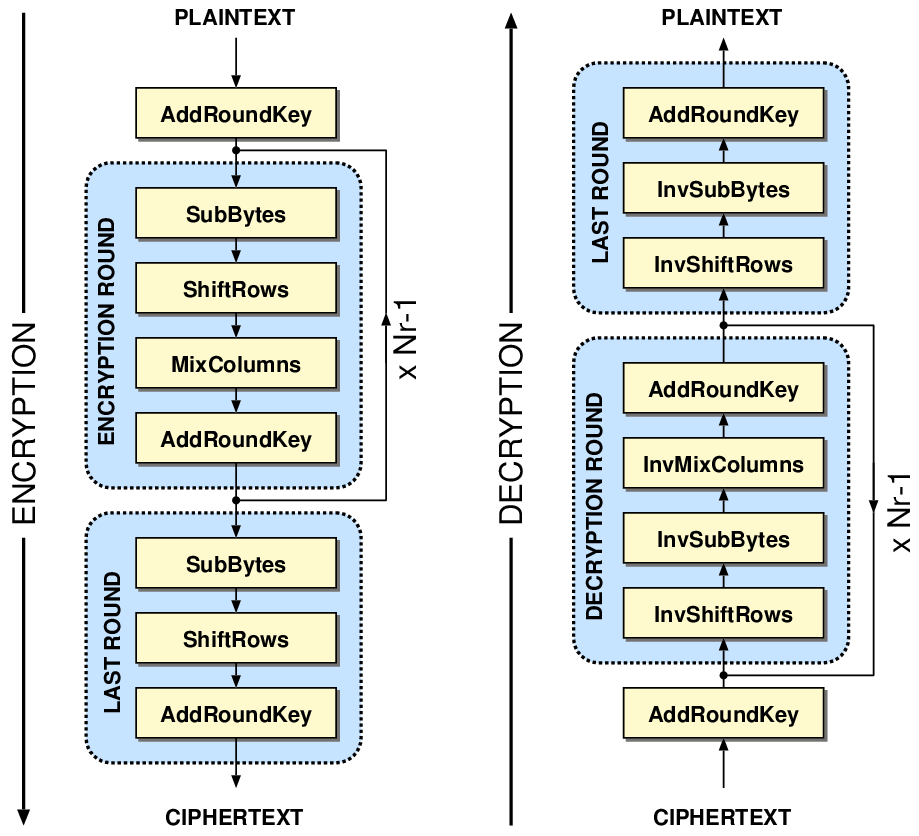 PLAINTEXT
AddRoundKey
ENCRYPTION ROUND
SubBytes
ShiftRows
MixColumns
AddRoundKey
x Nr-1
ENCRYPTION
LAST ROUND
SubBytes
ShiftRows
AddRoundKey
CIPHERTEXT
PLAINTEXT
LAST ROUND
AddRoundKey
InvSubBytes
InvShiftRows
DECRYPTION
DECRYPTION ROUND
AddRoundKey
InvMixColumns
InvSubBytes
InvShiftRows
x Nr-1
AddRoundKey
CIPHERTEXT